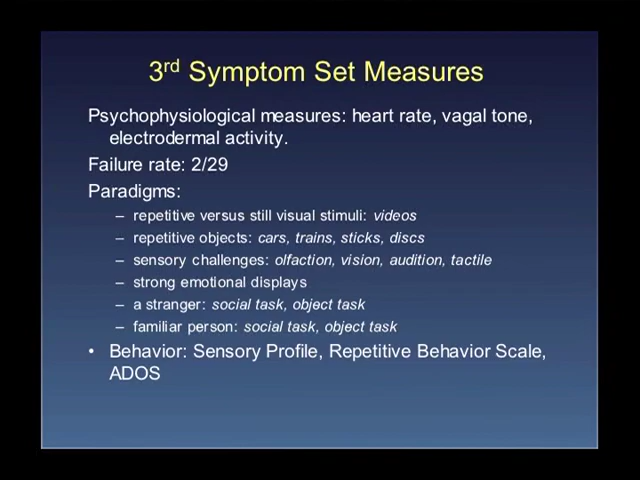 3rd Symptom Set Measures
Psychophysiological measures: heart rate, vagal tone,
electrodermal activity.
Failure rate: 2/29
Paradigms:
– repetitive versus still visual stimuli: videos
– repetitive objects: cars, trains, sticks, discs
– sensory challenges: olfaction, vision, audition, tactile
– strong emotional displays
– a stranger: social task, object task
– familiar person: social task, object task
• Behavior: Sensory Profile, Repetitive Behavior Scale,
ADOS